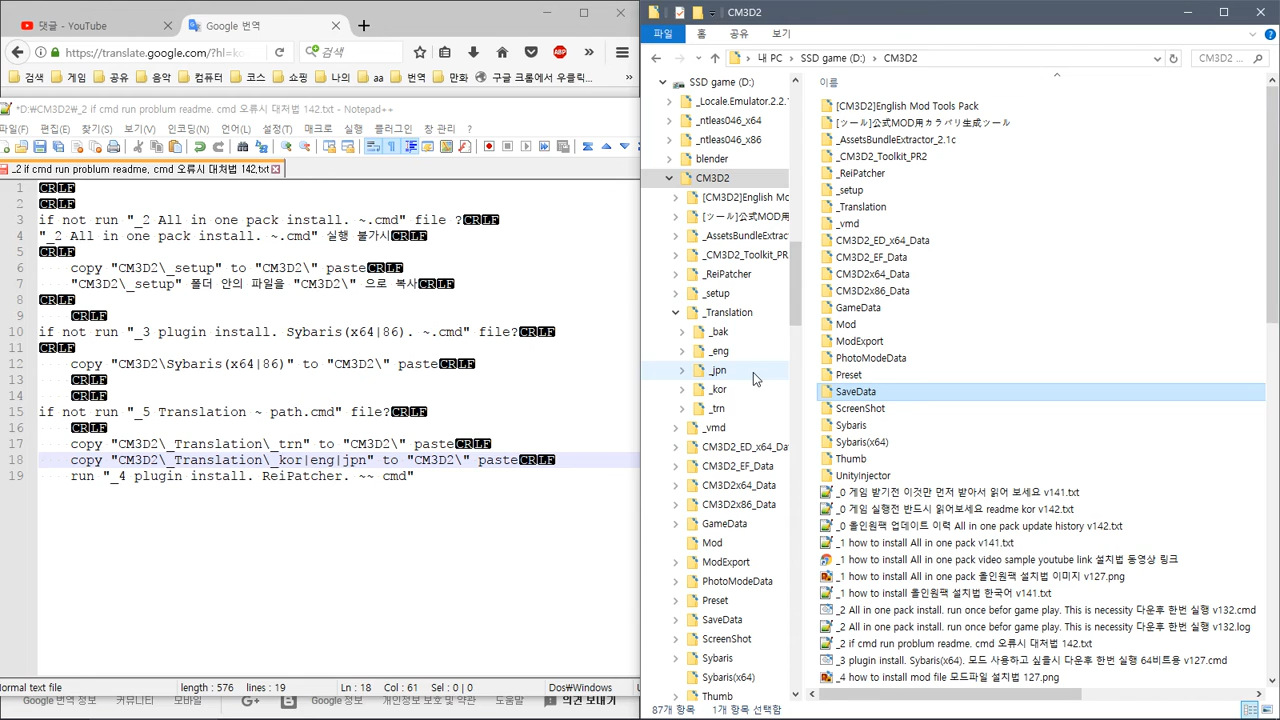 댓글 - YouTube
Google 번역
https://translate.google.com/?hl=k
검색
검색
게임
공유
음악
컴퓨터
코스
쇼핑
나의
aa
번역
만화
구글 크롬에서 우클릭...
*D:₩CM3D2₩_2 if cmd run problum readme, cmd 오류시 대처법 142.txt - Notepad++
파일(F)
편집(E)
찾기(S)
보기(V)
인코딩(N)
언어(L)
설정(T)
매크로
실행
플러그인
창 관리
?
_2 if cmd run problum readme, cmd 오류시 대처법 142.txt
1 CRLF
2 CRLF
3 if not run "_2 All in one pack install. ~.cmd" file ?CRLF
4 "_2 All in one pack install. ~.cmd" 실행 불가시CRLF
5 CRLF
6 copy "CM3D2\_setup" to "CM3D2\" pasteCRLF
7 "CM3D2\_setup" 폴더 안의 파일을 "CM3D2\" 으로 복사CRLF
8 CRLF
9 CRLF
10 if not run "_3 plugin install. Sybaris(x64|86). ~.cmd" file?CRLF
11 CRLF
12 copy "CM3D2\Sybaris(x64|86)" to "CM3D2\" pasteCRLF
13 CRLF
14 CRLF
15 if not run "_5 Translation ~ path.cmd" file?CRLF
16 CRLF
17 copy "CM3D2\_Translation\_trn" to "CM3D2\" pasteCRLF
18 copy "CM3D2\_Translation\_kor|eng|jpn" to "CM3D2\" pasteCRLF
19 run "_4 plugin install. ReiPatcher. ~~ cmd"
Normal text file
length : 576
lines : 19
Ln : 18
Col : 61
Sel : 0 | 0
Dos₩Windows
Google 번역 정보
커뮤니티
모바일
Google 정보
개인정보 보호 및 약관
도움말
의견 보내기
CM3D2
파일
홈
공유
보기
내 PC
SSD game (D:)
CM3D2
CM3D2 ...
SSD game (D:)
_Locale.Emulator.2.2.1
_ntleas046_x64
_ntleas046_x86
blender
CM3D2
[CM3D2]English Mo
[ツール]公式MOD用
_AssetsBundleExtrac
_CM3D2_Toolkit_PR
_ReiPatcher
_setup
_Translation
_bak
_eng
_jpn
_kor
_trn
_vmd
CM3D2_ED_x64_Da
CM3D2_EF_Data
CM3D2x64_Data
CM3D2x86_Data
GameData
Mod
ModExport
PhotoModeData
Preset
SaveData
ScreenShot
Sybaris
Sybaris(x64)
Thumb
이름
[CM3D2]English Mod Tools Pack
[ツール]公式MOD用カラパリ生成ツール
_AssetsBundleExtractor_2.1c
_CM3D2_Toolkit_PR2
_ReiPatcher
_setup
_Translation
_vmd
CM3D2_ED_x64_Data
CM3D2_EF_Data
CM3D2x64_Data
CM3D2x86_Data
GameData
Mod
ModExport
PhotoModeData
Preset
SaveData
ScreenShot
Sybaris
Sybaris(x64)
Thumb
UnityInjector
_0 게임 받기전 이것만 먼저 받아서 읽어 보세요 v141.txt
_0 게임 실행전 반드시 읽어보세요 readme kor v142.txt
_0 올인원팩 업데이트 이력 All in one pack update history v142.txt
_1 how to install All in one pack v141.txt
_1 how to install All in one pack video sample youtube link 설치법 동영상 링크
_1 how to install All in one pack 올인원팩 설치법 이미지 v127.png
_1 how to install 올인원팩 설치법 한국어 v141.txt
_2 All in one pack install. run once befor game play. This is necessity 다운후 한번 실행 v132.cmd
_2 All in one pack install. run once befor game play. This is necessity 다운후 한번 실행 v132.log
_2 if cmd run problum readme. cmd 오류시 대처법 142.txt
_3 plugin install. Sybaris(x64). 모드 사용하고 싶을시 다운후 한번 실행 64비트용 v127.cmd
_4 how to install mod file 모드파일 설치법 127.png
87개 항목
1개 항목 선택함